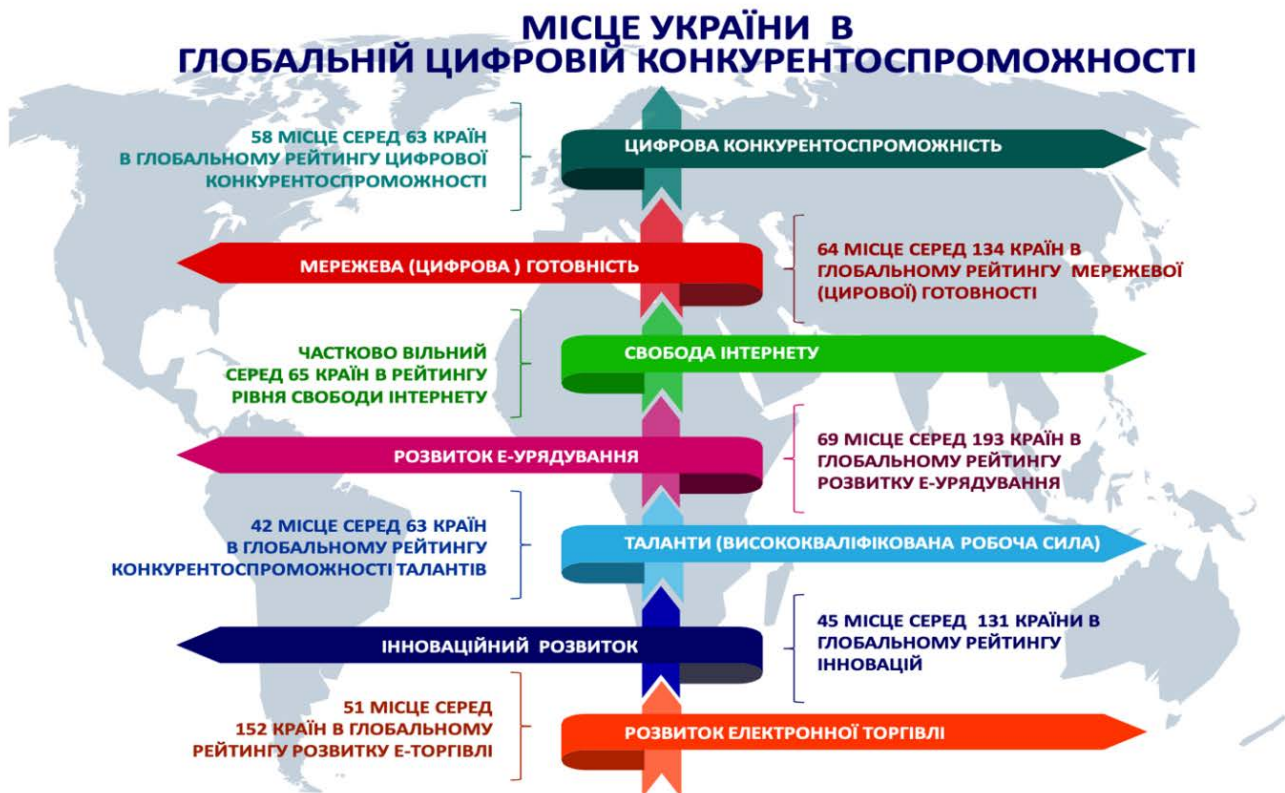 МІСЦЕ УКРАЇНИ В
ГЛОБАЛЬНІЙ ЦИФРОВІЙ КОНКУРЕНТОСПРОМОЖНОСТІ
58 МІСЦЕ СЕРЕД 63 КРАЇН
В ГЛОБАЛЬНОМУ РЕЙТИНГУ ЦИФРОВОЇ
КОНКУРЕНТОСПРОМОЖНОСТІ
ЦИФРОВА КОНКУРЕНТОСПРОМОЖНІСТЬ
МЕРЕЖЕВА (ЦИФРОВА ) ГОТОВНІСТЬ
64 МІСЦЕ СЕРЕД 134 КРАЇН В
ГЛОБАЛЬНОМУ РЕЙТИНГУ МЕРЕЖЕВОЇ
(ЦИРОВОЇ) ГОТОВНОСТІ
ЧАСТКОВО ВІЛЬНИЙ
СЕРЕД 65 КРАЇН В РЕЙТИНГУ
РІВНЯ СВОБОДИ ІНТЕРНЕТУ
СВОБОДА ІНТЕРНЕТУ
РОЗВИТОК Е-УРЯДУВАННЯ
69 МІСЦЕ СЕРЕД 193 КРАЇН В
ГЛОБАЛЬНОМУ РЕЙТИНГУ
РОЗВИТКУ Е-УРЯДУВАННЯ
42 МІСЦЕ СЕРЕД 63 КРАЇН
В ГЛОБАЛЬНОМУ РЕЙТИНГУ
КОНКУРЕНТОСПРОМОЖНОСТІ ТАЛАНТІВ
ТАЛАНТИ (ВИСОКОКВАЛІФІКОВАНА РОБОЧА СИЛА)
ІННОВАЦІЙНИЙ РОЗВИТОК
45 МІСЦЕ СЕРЕД 131 КРАЇНИ В
ГЛОБАЛЬНОМУ РЕЙТИНГУ
ІННОВАЦІЙ
51 МІСЦЕ СЕРЕД
152 КРАЇН В ГЛОБАЛЬНОМУ
РЕЙТИНГУ РОЗВИТКУ Е-ТОРГІВЛІ
РОЗВИТОК ЕЛЕКТРОННОЇ ТОРГІВЛІ